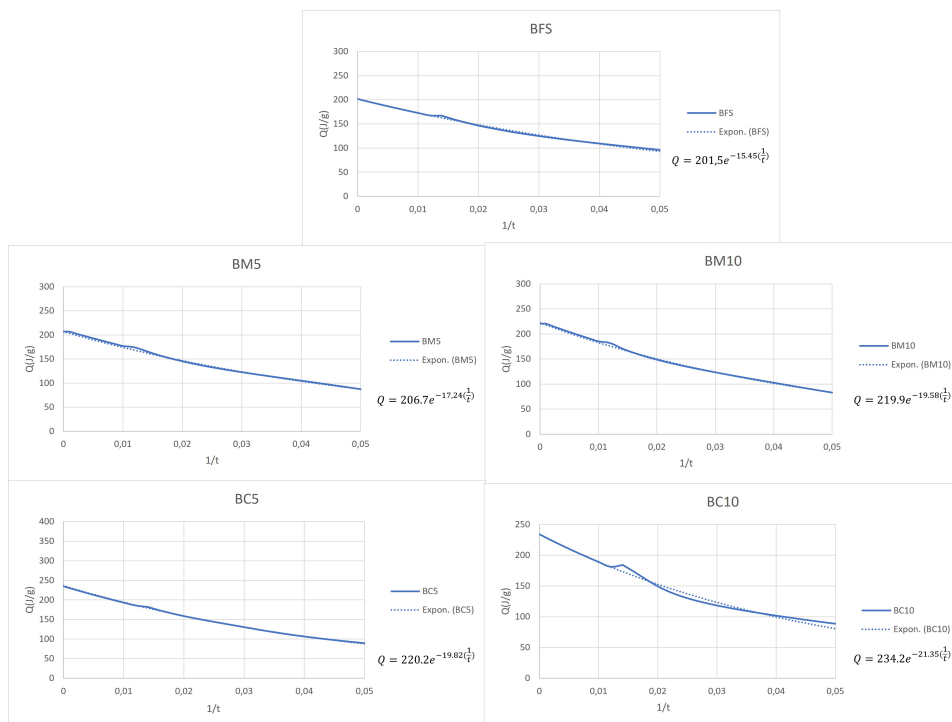 BFS
300
250
200
150
100
50
0
Q(J/g)
0
0,01
0,02
0,03
0,04
0,05
1/t
BFS
Expon. (BFS)
Q = 201,5e^{-15.45(\frac{1}{t})}
BM5
300
250
200
150
100
50
0
Q(J/g)
0
0,01
0,02
0,03
0,04
0,05
1/t
BM5
Expon. (BM5)
Q = 206.7e^{-17,24(\frac{1}{t})}
BM10
300
250
200
150
100
50
0
Q(J/g)
0
0,01
0,02
0,03
0,04
0,05
1/t
BM10
Expon. (BM10)
Q = 219.9e^{-19.58(\frac{1}{t})}
BC5
400
350
300
250
200
150
100
50
0
Q(J/g)
0
0,01
0,02
0,03
0,04
0,05
1/t
BC5
Expon. (BC5)
Q = 220.2e^{-19.82(\frac{1}{t})}
BC10
250
200
150
100
50
0
Q(J/g)
0
0,01
0,02
0,03
0,04
0,05
1/t
BC10
Expon. (BC10)
Q = 234.2e^{-21.35(\frac{1}{t})}